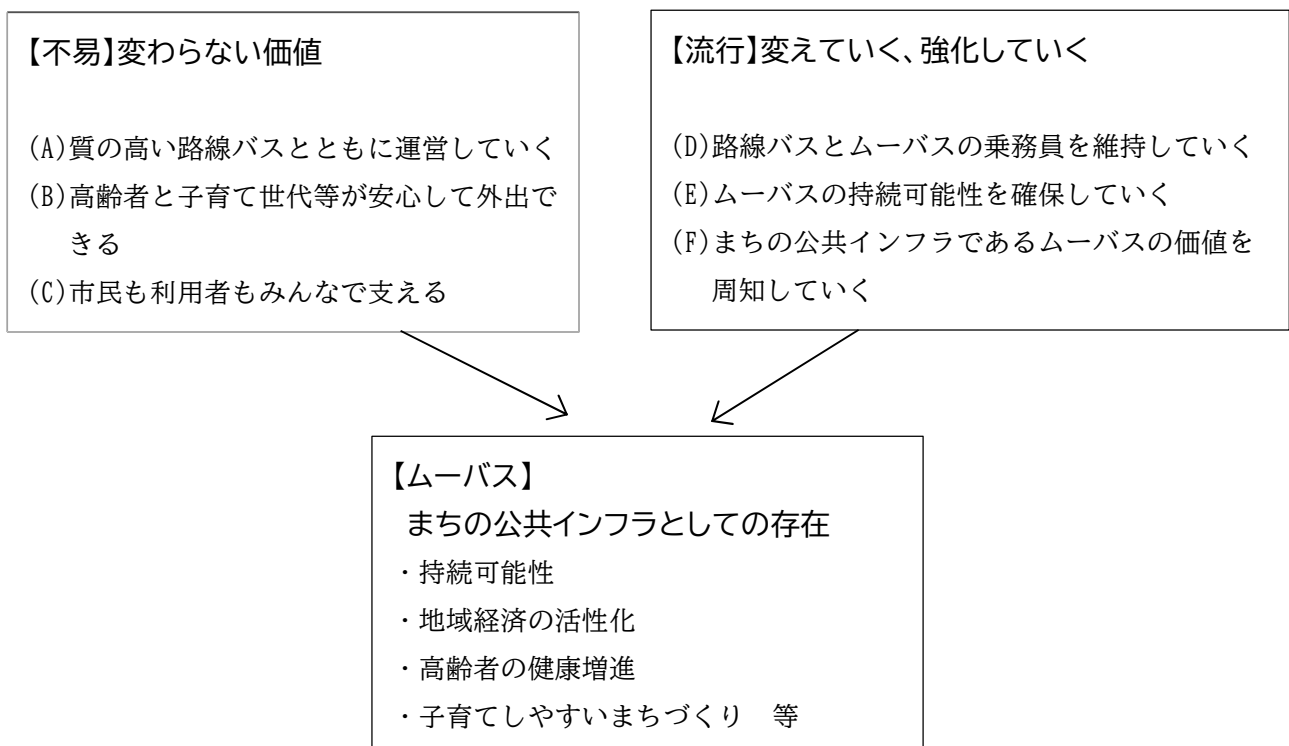 【不易】変わらない価値
(A)質の高い路線バスとともに運営していく
(B)高齢者と子育て世代等が安心して外出で
きる
(C)市民も利用者もみんなで支える
【流行】変えていく、強化していく
(D)路線バスとムーバスの乗務員を維持していく
(E)ムーバスの持続可能性を確保していく
(F)まちの公共インフラであるムーバスの価値を
周知していく
【ムーバス】
まちの公共インフラとしての存在
・持続可能性
・地域経済の活性化
・高齢者の健康増進
・子育てしやすいまちづくり　等